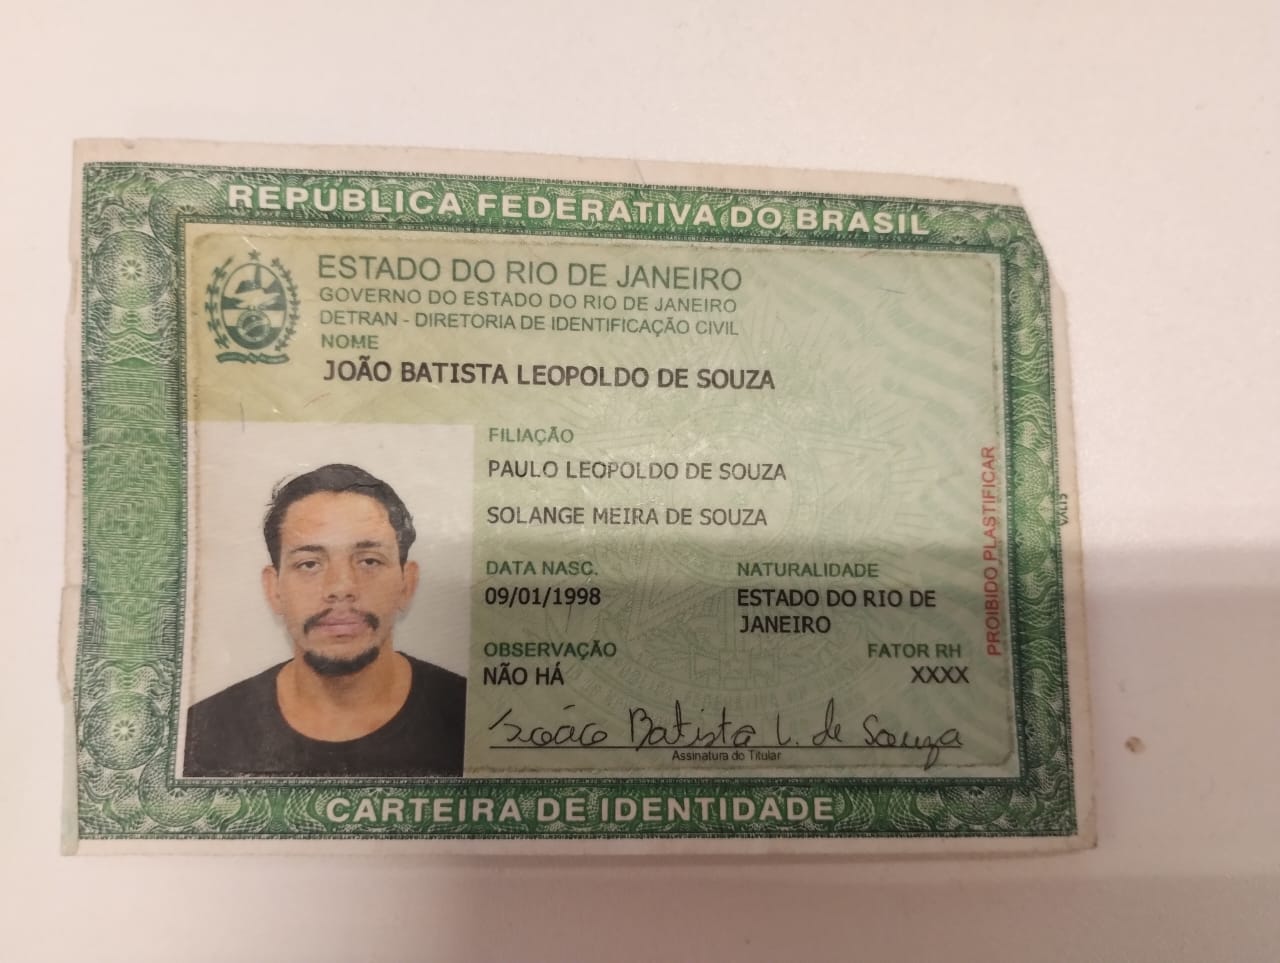 REPÚBLICA FEDERATIVA DO BRASIL
ESTADO DO RIO DE JANEIRO
GOVERNO DO ESTADO DO RIO DE JANEIRO
DETRAN - DIRETORIA DE IDENTIFICAÇÃO CIVIL
NOME
JOÃO BATISTA LEOPOLDO DE SOUZA
FILIAÇÃO
PAULO LEOPOLDO DE SOUZA
SOLANGE MEIRA DE SOUZA
DATA NASC.
09/01/1998
NATURALIDADE
ESTADO DO RIO DE
JANEIRO
OBSERVAÇÃO
NÃO HÁ
FATOR RH
XXXX
João Batista L. de Souza
Assinatura do Titular
PROIBIDO PLASTIFICAR
CARTEIRA DE IDENTIDADE